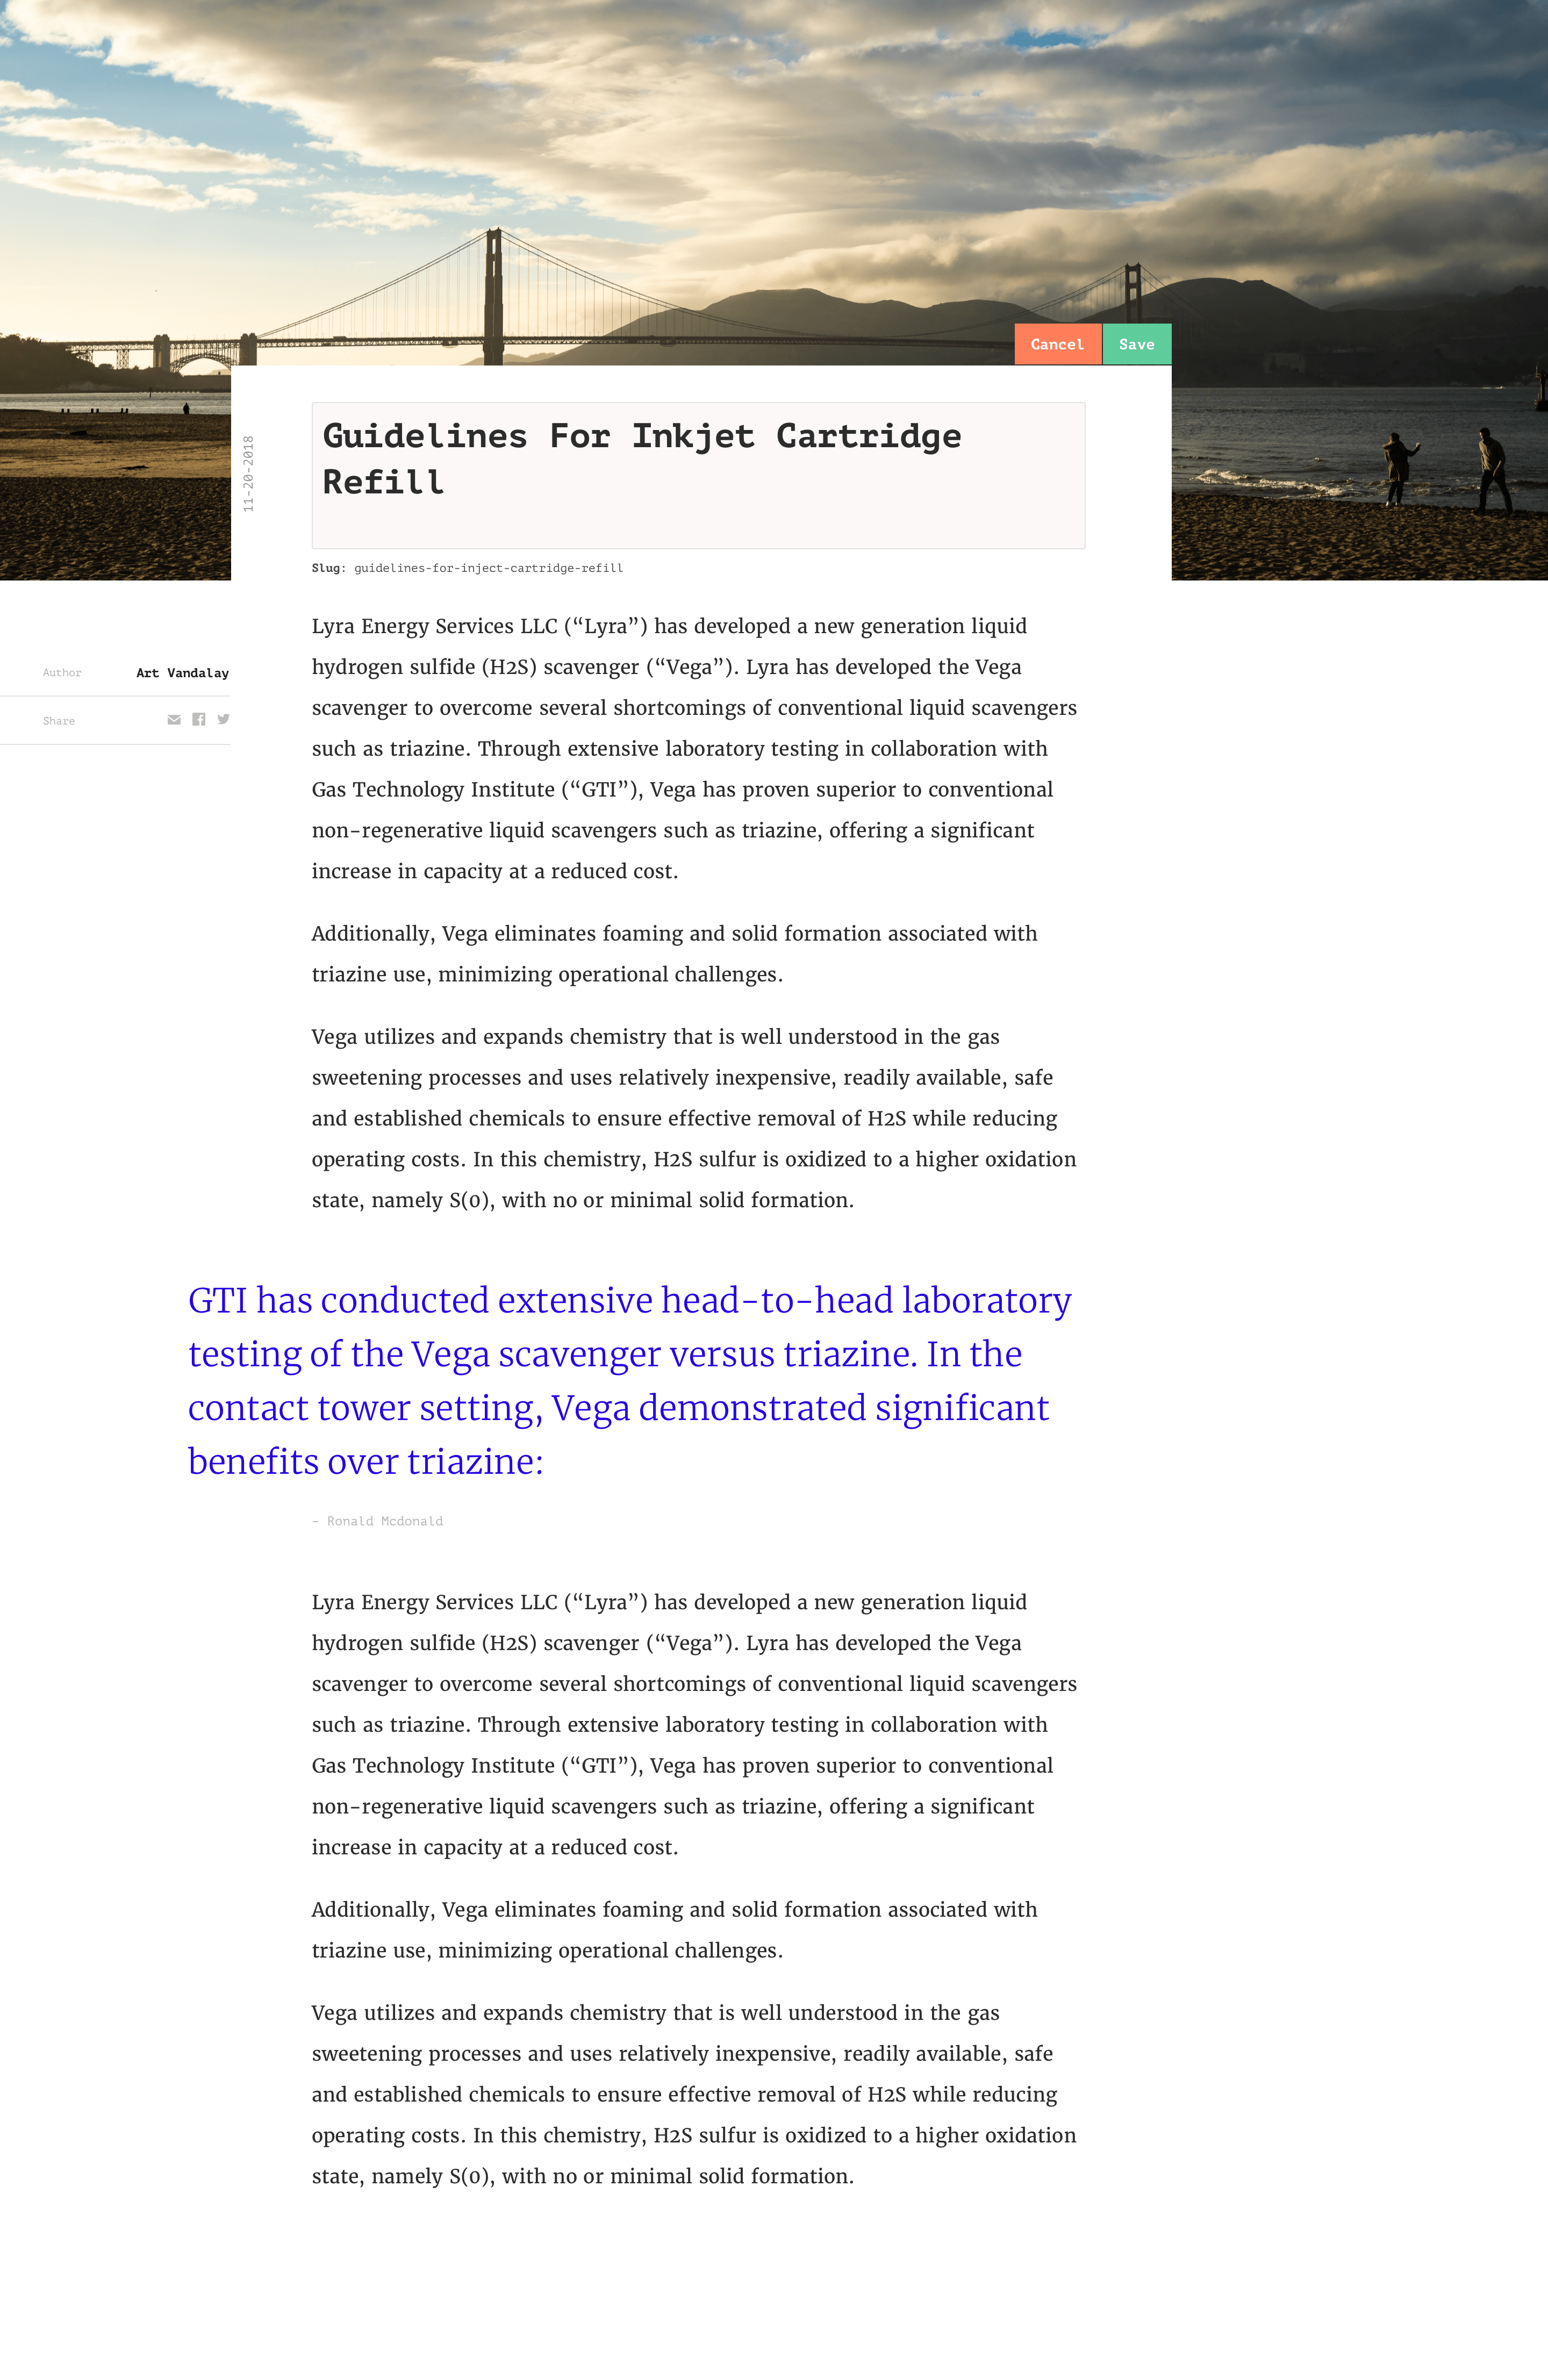 Cancel
Save
11-20-2018
Guidelines For Inkjet Cartridge
Refill
Slug: guidelines-for-inject-cartridge-refill
Author
Art Vandalay
Share
Lyra Energy Services LLC (“Lyra”) has developed a new generation liquid
hydrogen sulfide (H2S) scavenger (“Vega”). Lyra has developed the Vega
scavenger to overcome several shortcomings of conventional liquid scavengers
such as triazine. Through extensive laboratory testing in collaboration with
Gas Technology Institute (“GTI”), Vega has proven superior to conventional
non-regenerative liquid scavengers such as triazine, offering a significant
increase in capacity at a reduced cost.
Additionally, Vega eliminates foaming and solid formation associated with
triazine use, minimizing operational challenges.
Vega utilizes and expands chemistry that is well understood in the gas
sweetening processes and uses relatively inexpensive, readily available, safe
and established chemicals to ensure effective removal of H2S while reducing
operating costs. In this chemistry, H2S sulfur is oxidized to a higher oxidation
state, namely S(0), with no or minimal solid formation.
GTI has conducted extensive head-to-head laboratory
testing of the Vega scavenger versus triazine. In the
contact tower setting, Vega demonstrated significant
benefits over triazine:
– Ronald Mcdonald
Lyra Energy Services LLC (“Lyra”) has developed a new generation liquid
hydrogen sulfide (H2S) scavenger (“Vega”). Lyra has developed the Vega
scavenger to overcome several shortcomings of conventional liquid scavengers
such as triazine. Through extensive laboratory testing in collaboration with
Gas Technology Institute (“GTI”), Vega has proven superior to conventional
non-regenerative liquid scavengers such as triazine, offering a significant
increase in capacity at a reduced cost.
Additionally, Vega eliminates foaming and solid formation associated with
triazine use, minimizing operational challenges.
Vega utilizes and expands chemistry that is well understood in the gas
sweetening processes and uses relatively inexpensive, readily available, safe
and established chemicals to ensure effective removal of H2S while reducing
operating costs. In this chemistry, H2S sulfur is oxidized to a higher oxidation
state, namely S(0), with no or minimal solid formation.